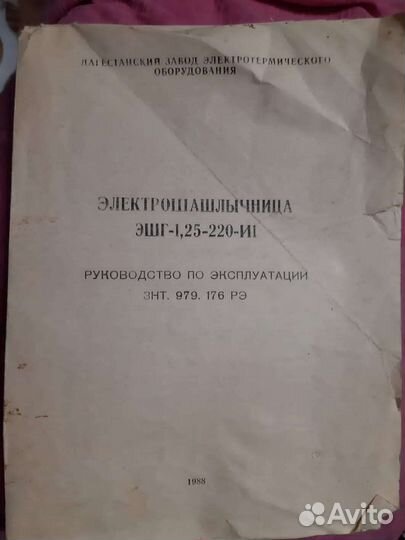 ДАГЕСТАНСКИЙ ЗАВОД ЭЛЕКТРОТЕРМИЧЕСКОГО
ОБОРУДОВАНИЯ
ЭЛЕКТРОШАШЛЫЧНИЦА
ЭШГ-1,25-220-И1
РУКОВОДСТВО ПО ЭКСПЛУАТАЦИИ
ЗНТ. 979. 176 РЭ
1988
Avito